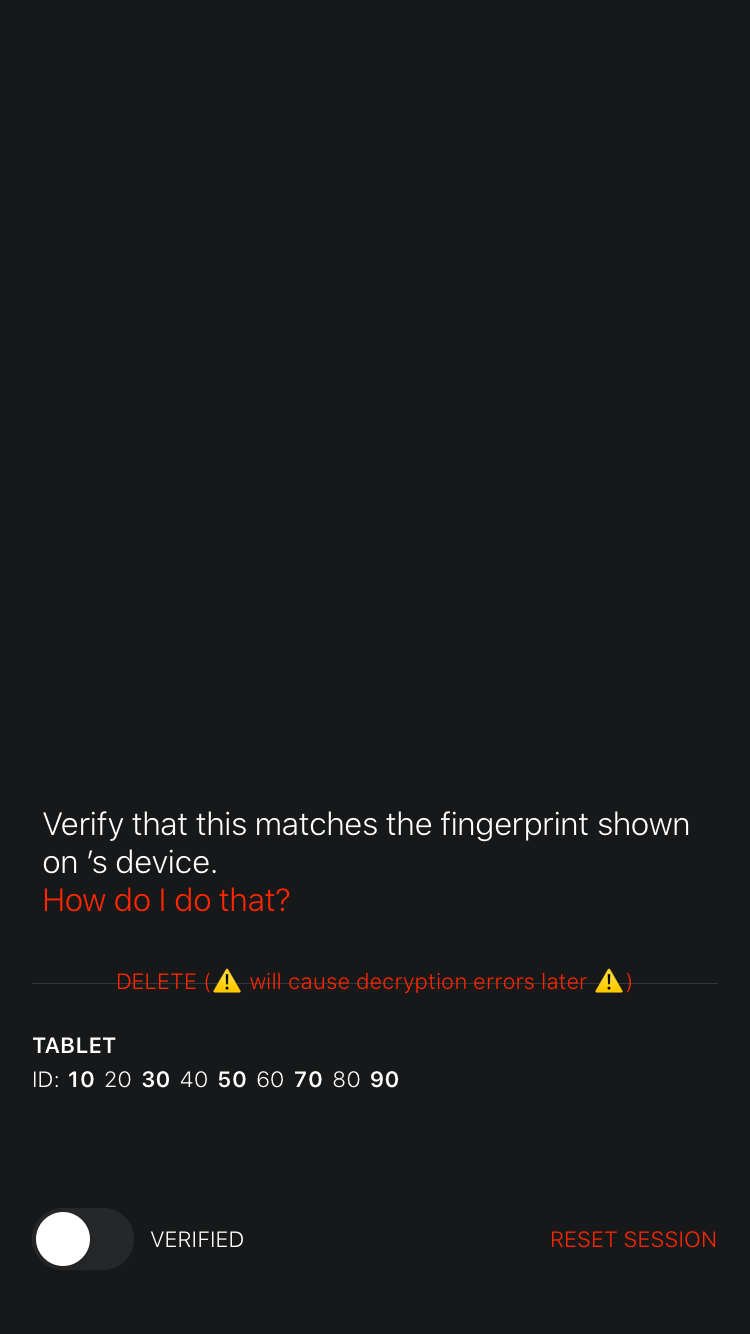 Verify that this matches the fingerprint shown
on ’s device.
How do I do that?
DELETE (⚠️ will cause decryption errors later ⚠️)
TABLET
ID: 10 20 30 40 50 60 70 80 90
VERIFIED
RESET SESSION